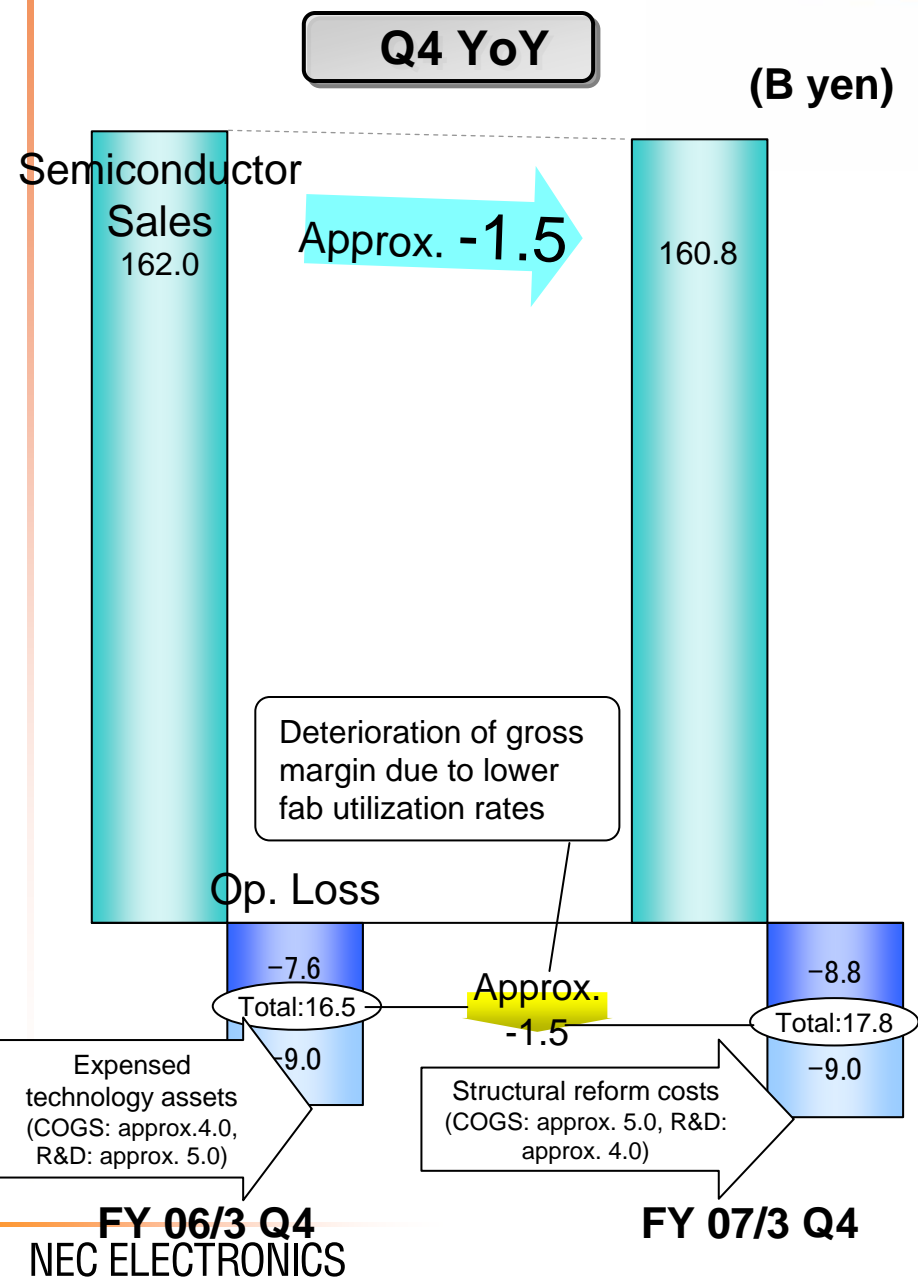 Q4 YoY
(B yen)
Semiconductor
Sales
162.0
Approx. -1.5
160.8
Deterioration of gross
margin due to lower
fab utilization rates
Op. Loss
-7.6
-8.8
Approx.
-1.5
Total:16.5
Total:17.8
-9.0
-9.0
Expensed
technology assets
(COGS: approx.4.0,
R&D: approx. 5.0)
Structural reform costs
(COGS: approx. 5.0, R&D:
approx. 4.0)
FY 06/3 Q4
FY 07/3 Q4
NEC ELECTRONICS